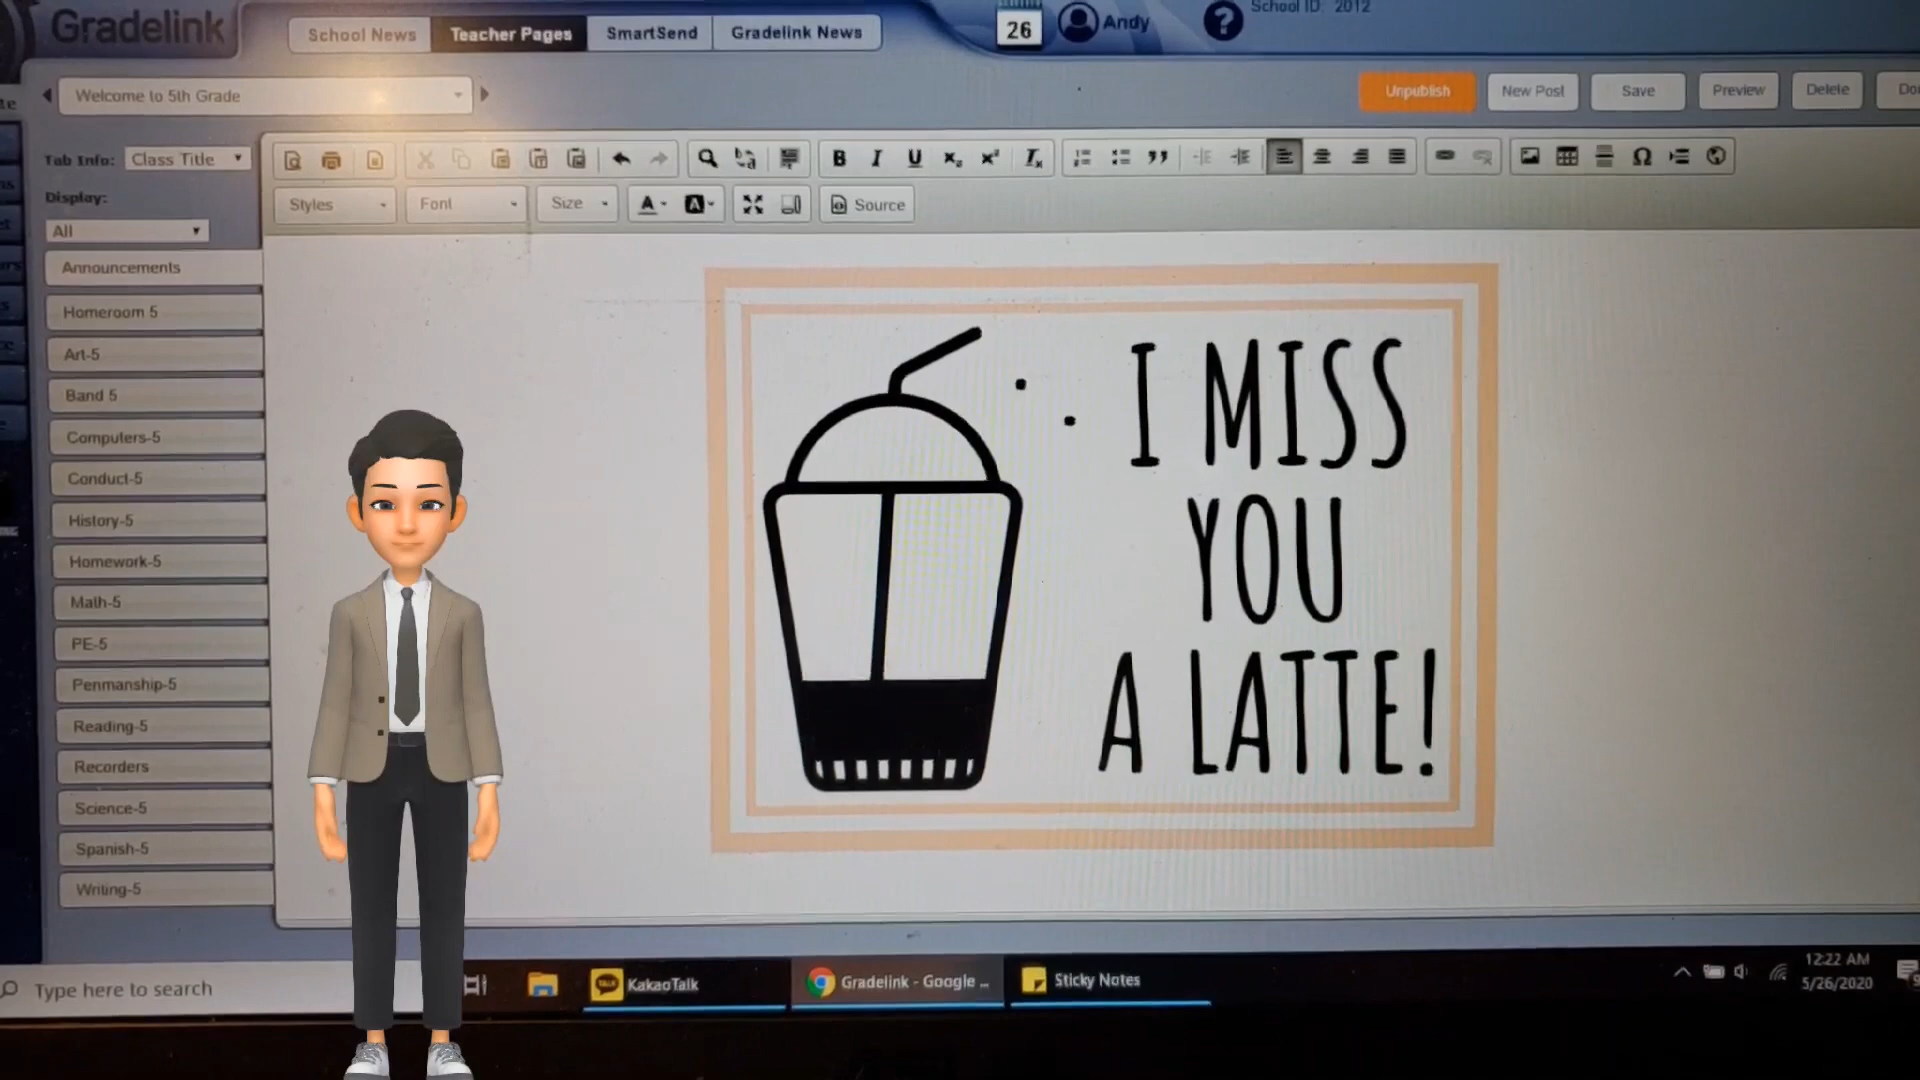 Gradelink
School News
Teacher Pages
SmartSend
Gradelink News
26
Andy
?
School ID: 2012
Welcome to 5th Grade
Unpublish
New Post
Save
Preview
Delete
Tab Info: Class Title
Display:
All
Styles
Font
Size
Source
Announcements
Homeroom 5
Art-5
Band 5
Computers-5
Conduct-5
History-5
Homework-5
Math-5
PE-5
Penmanship-5
Reading-5
Recorders
Science-5
Spanish-5
Writing-5
I MISS
YOU
A LATTE!
Type here to search
KakaoTalk
Gradelink - Google ...
Sticky Notes
12:22 AM
5/26/2020